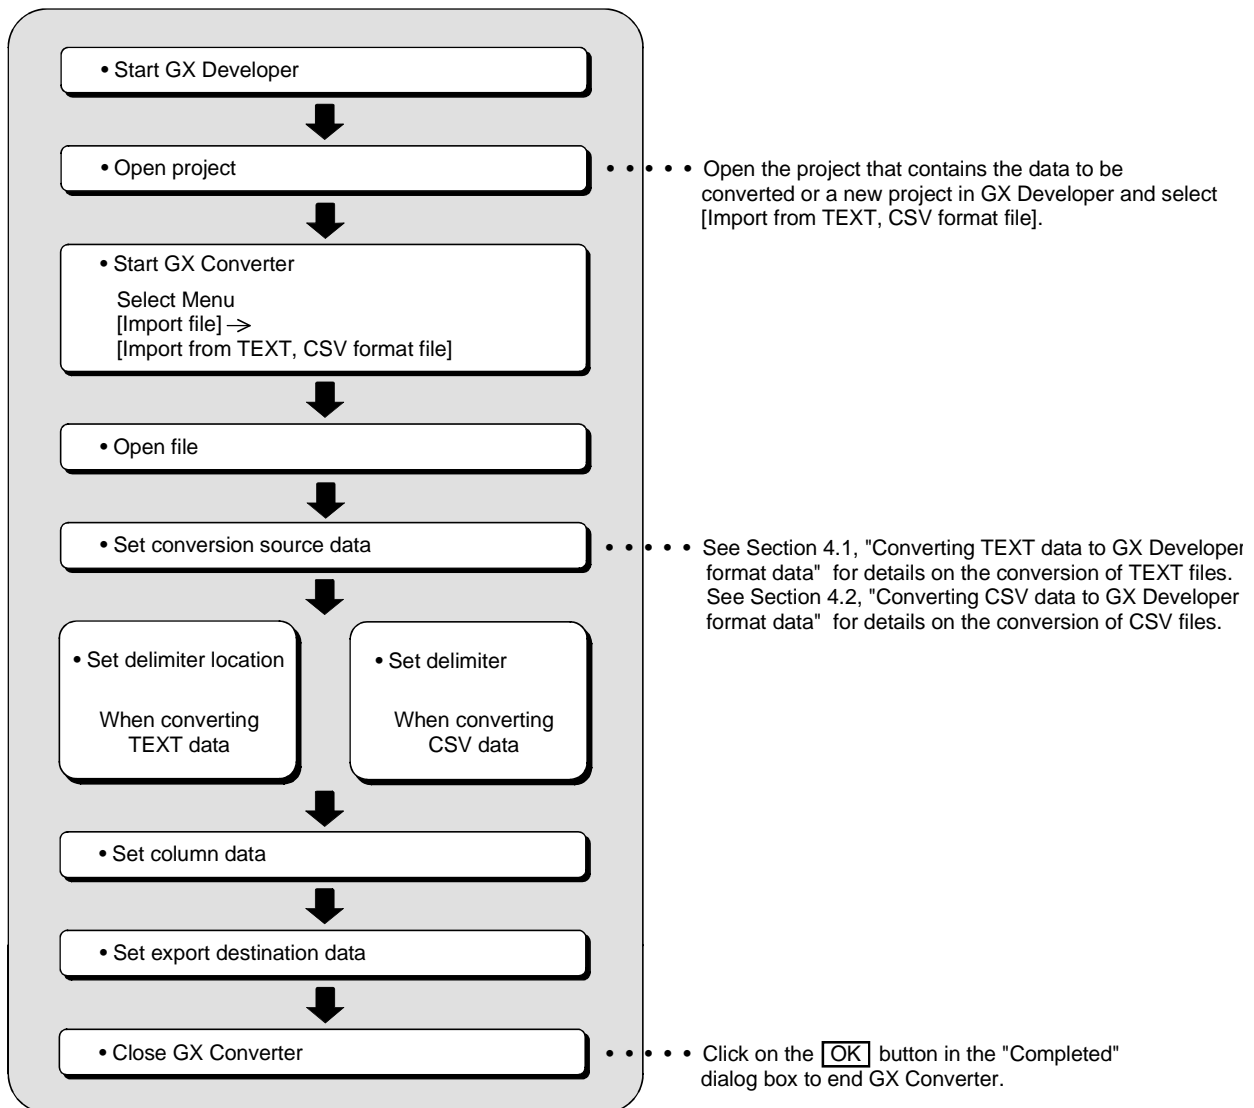 • Start GX Developer
• Open project
• • • • • Open the project that contains the data to be
converted or a new project in GX Developer and select
[Import from TEXT, CSV format file].
• Start GX Converter
Select Menu
[Import file] →
[Import from TEXT, CSV format file]
• Open file
• Set conversion source data
• • • • • See Section 4.1, "Converting TEXT data to GX Developer
format data" for details on the conversion of TEXT files.
See Section 4.2, "Converting CSV data to GX Developer
format data" for details on the conversion of CSV files.
• Set delimiter location
When converting
TEXT data
• Set delimiter
When converting
CSV data
• Set column data
• Set export destination data
• Close GX Converter
• • • • • Click on the OK button in the "Completed"
dialog box to end GX Converter.